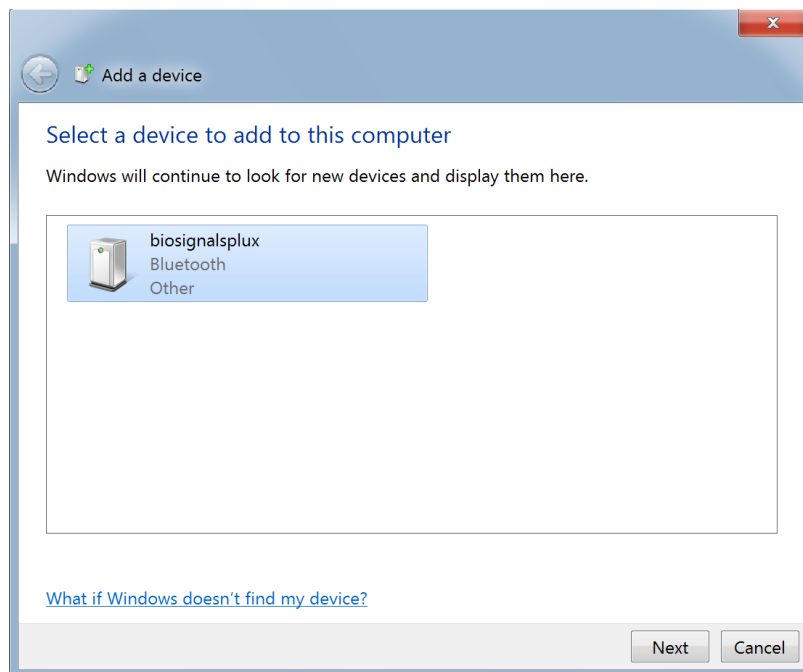 Add a device
Select a device to add to this computer
Windows will continue to look for new devices and display them here.
biosignalsplux
Bluetooth
Other
What if Windows doesn't find my device?
Next
Cancel